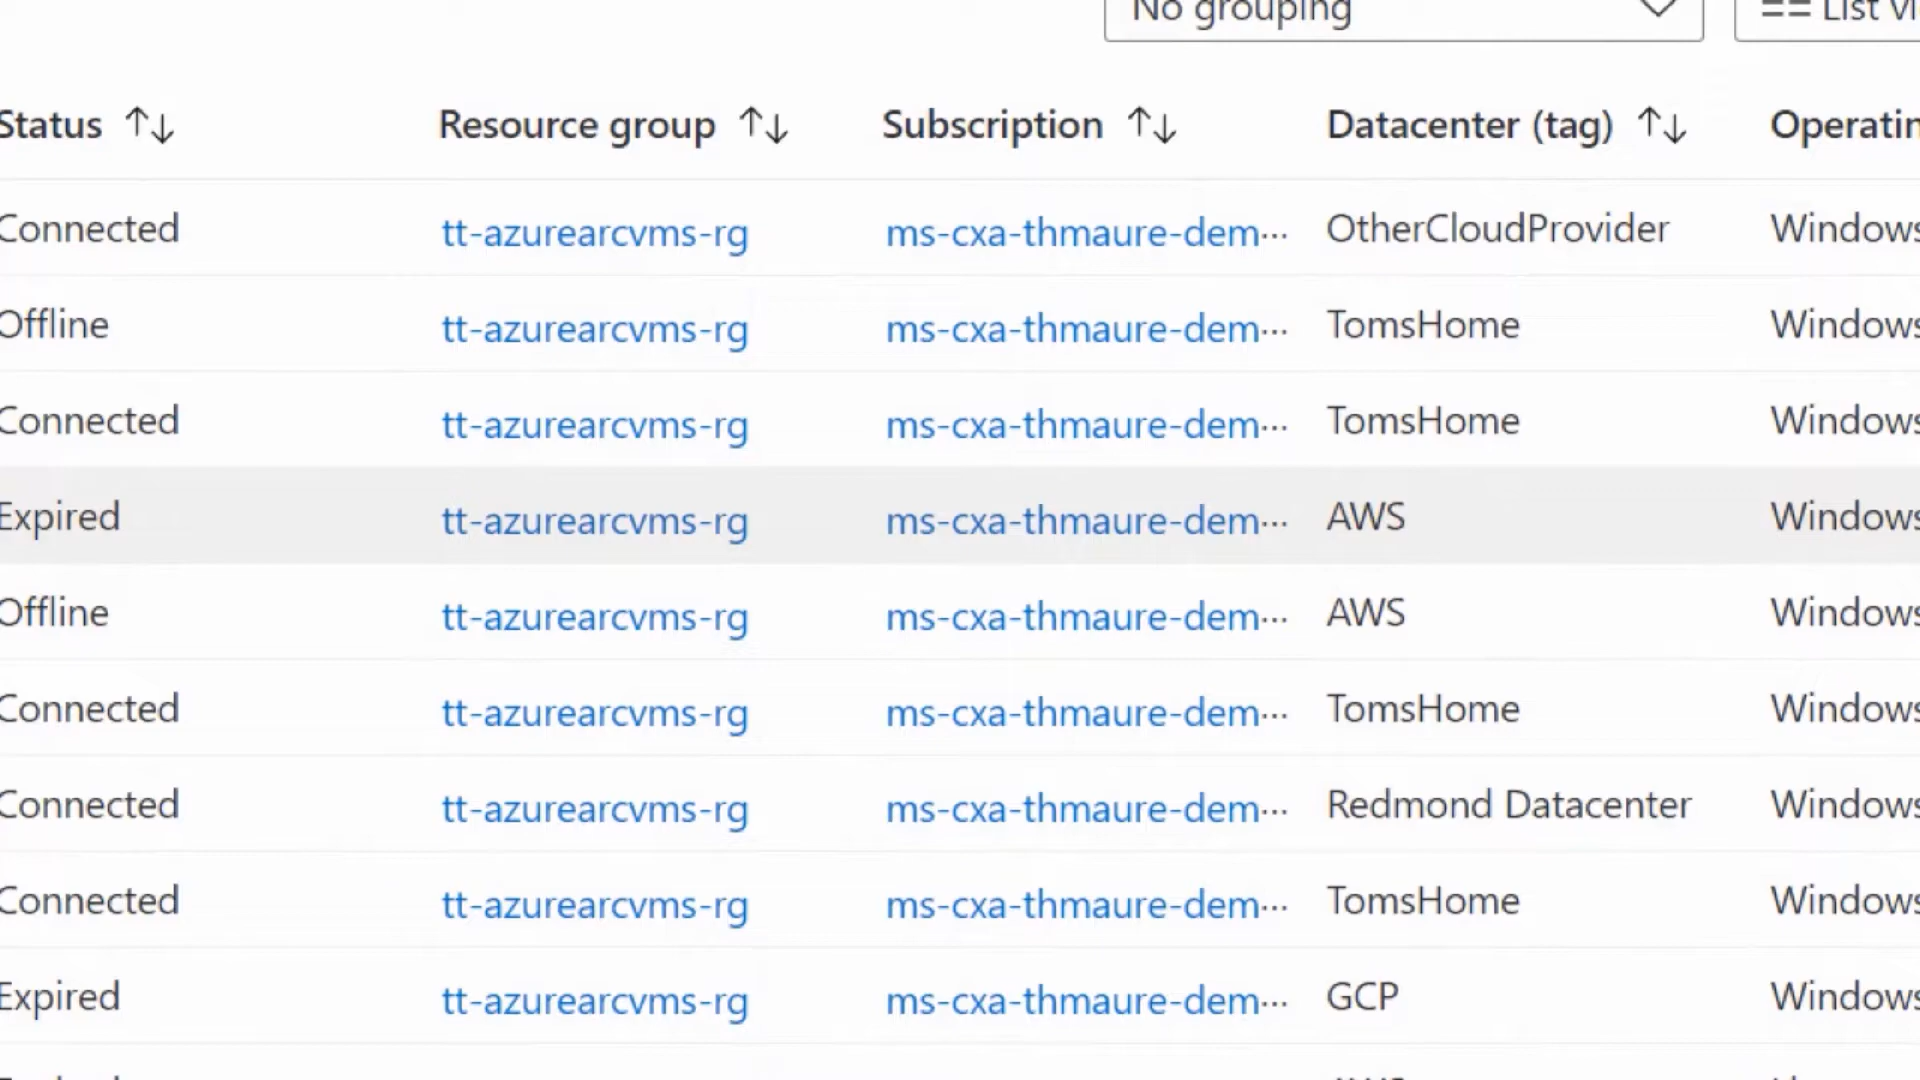 No grouping List vi
Status ↑↓ Resource group ↑↓ Subscription ↑↓ Datacenter (tag) ↑↓ Operatin
Connected tt-azurearcvms-rg ms-cxa-thmaure-dem··· OtherCloudProvider Windows
Offline tt-azurearcvms-rg ms-cxa-thmaure-dem··· TomsHome Windows
Connected tt-azurearcvms-rg ms-cxa-thmaure-dem··· TomsHome Windows
Expired tt-azurearcvms-rg ms-cxa-thmaure-dem··· AWS Windows
Offline tt-azurearcvms-rg ms-cxa-thmaure-dem··· AWS Windows
Connected tt-azurearcvms-rg ms-cxa-thmaure-dem··· TomsHome Windows
Connected tt-azurearcvms-rg ms-cxa-thmaure-dem··· Redmond Datacenter Windows
Connected tt-azurearcvms-rg ms-cxa-thmaure-dem··· TomsHome Windows
Expired tt-azurearcvms-rg ms-cxa-thmaure-dem··· GCP Windows